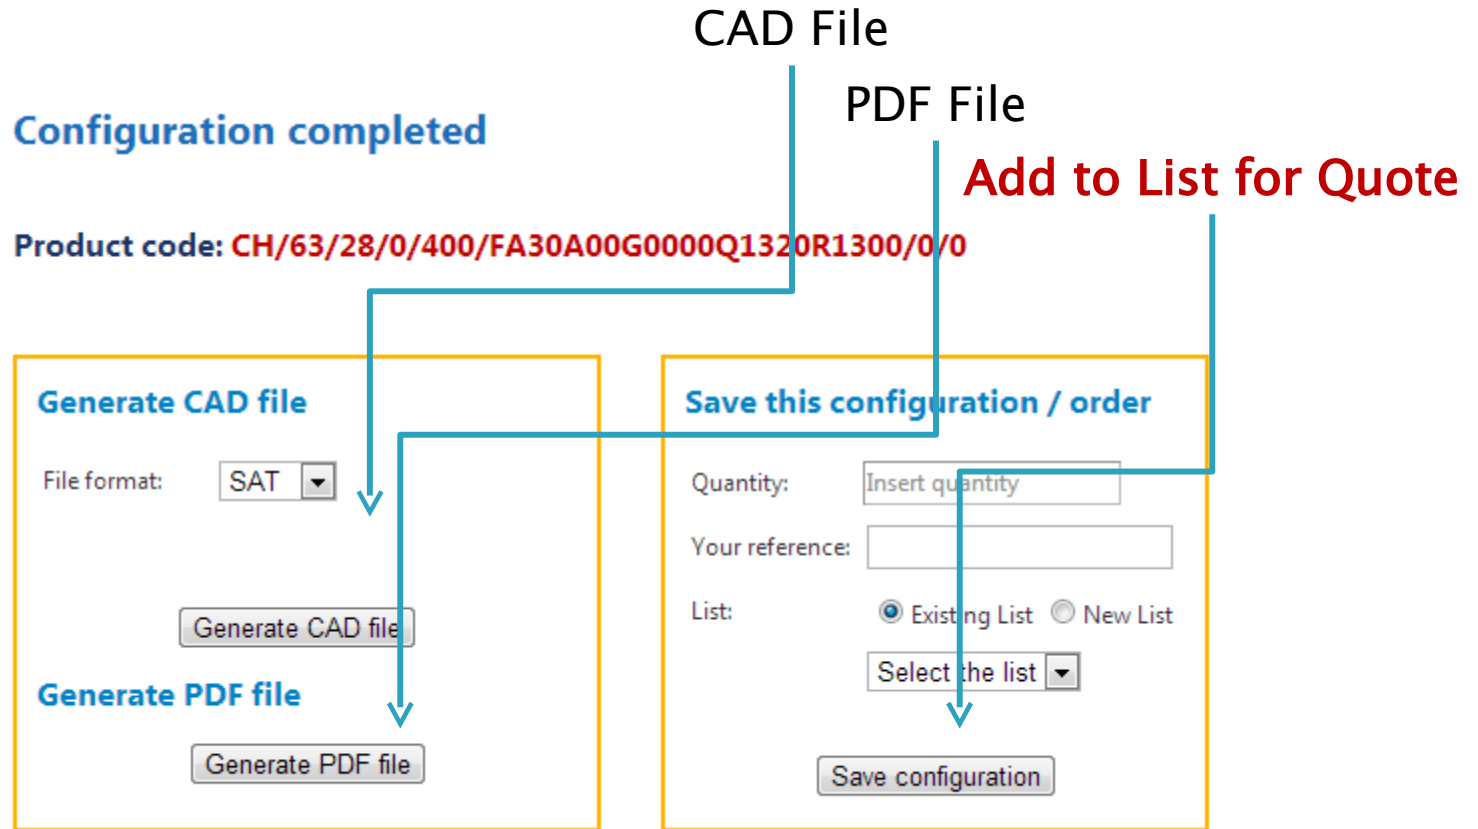 CAD File
PDF File
Add to List for Quote
Configuration completed
Product code: CH/63/28/0/400/FA30A00G0000Q1320R1300/0/0
Generate CAD file
File format: SAT
Generate CAD file
Generate PDF file
Generate PDF file
Save this configuration / order
Quantity: Insert quantity
Your reference:
List: Existing List New List
Select the list
Save configuration